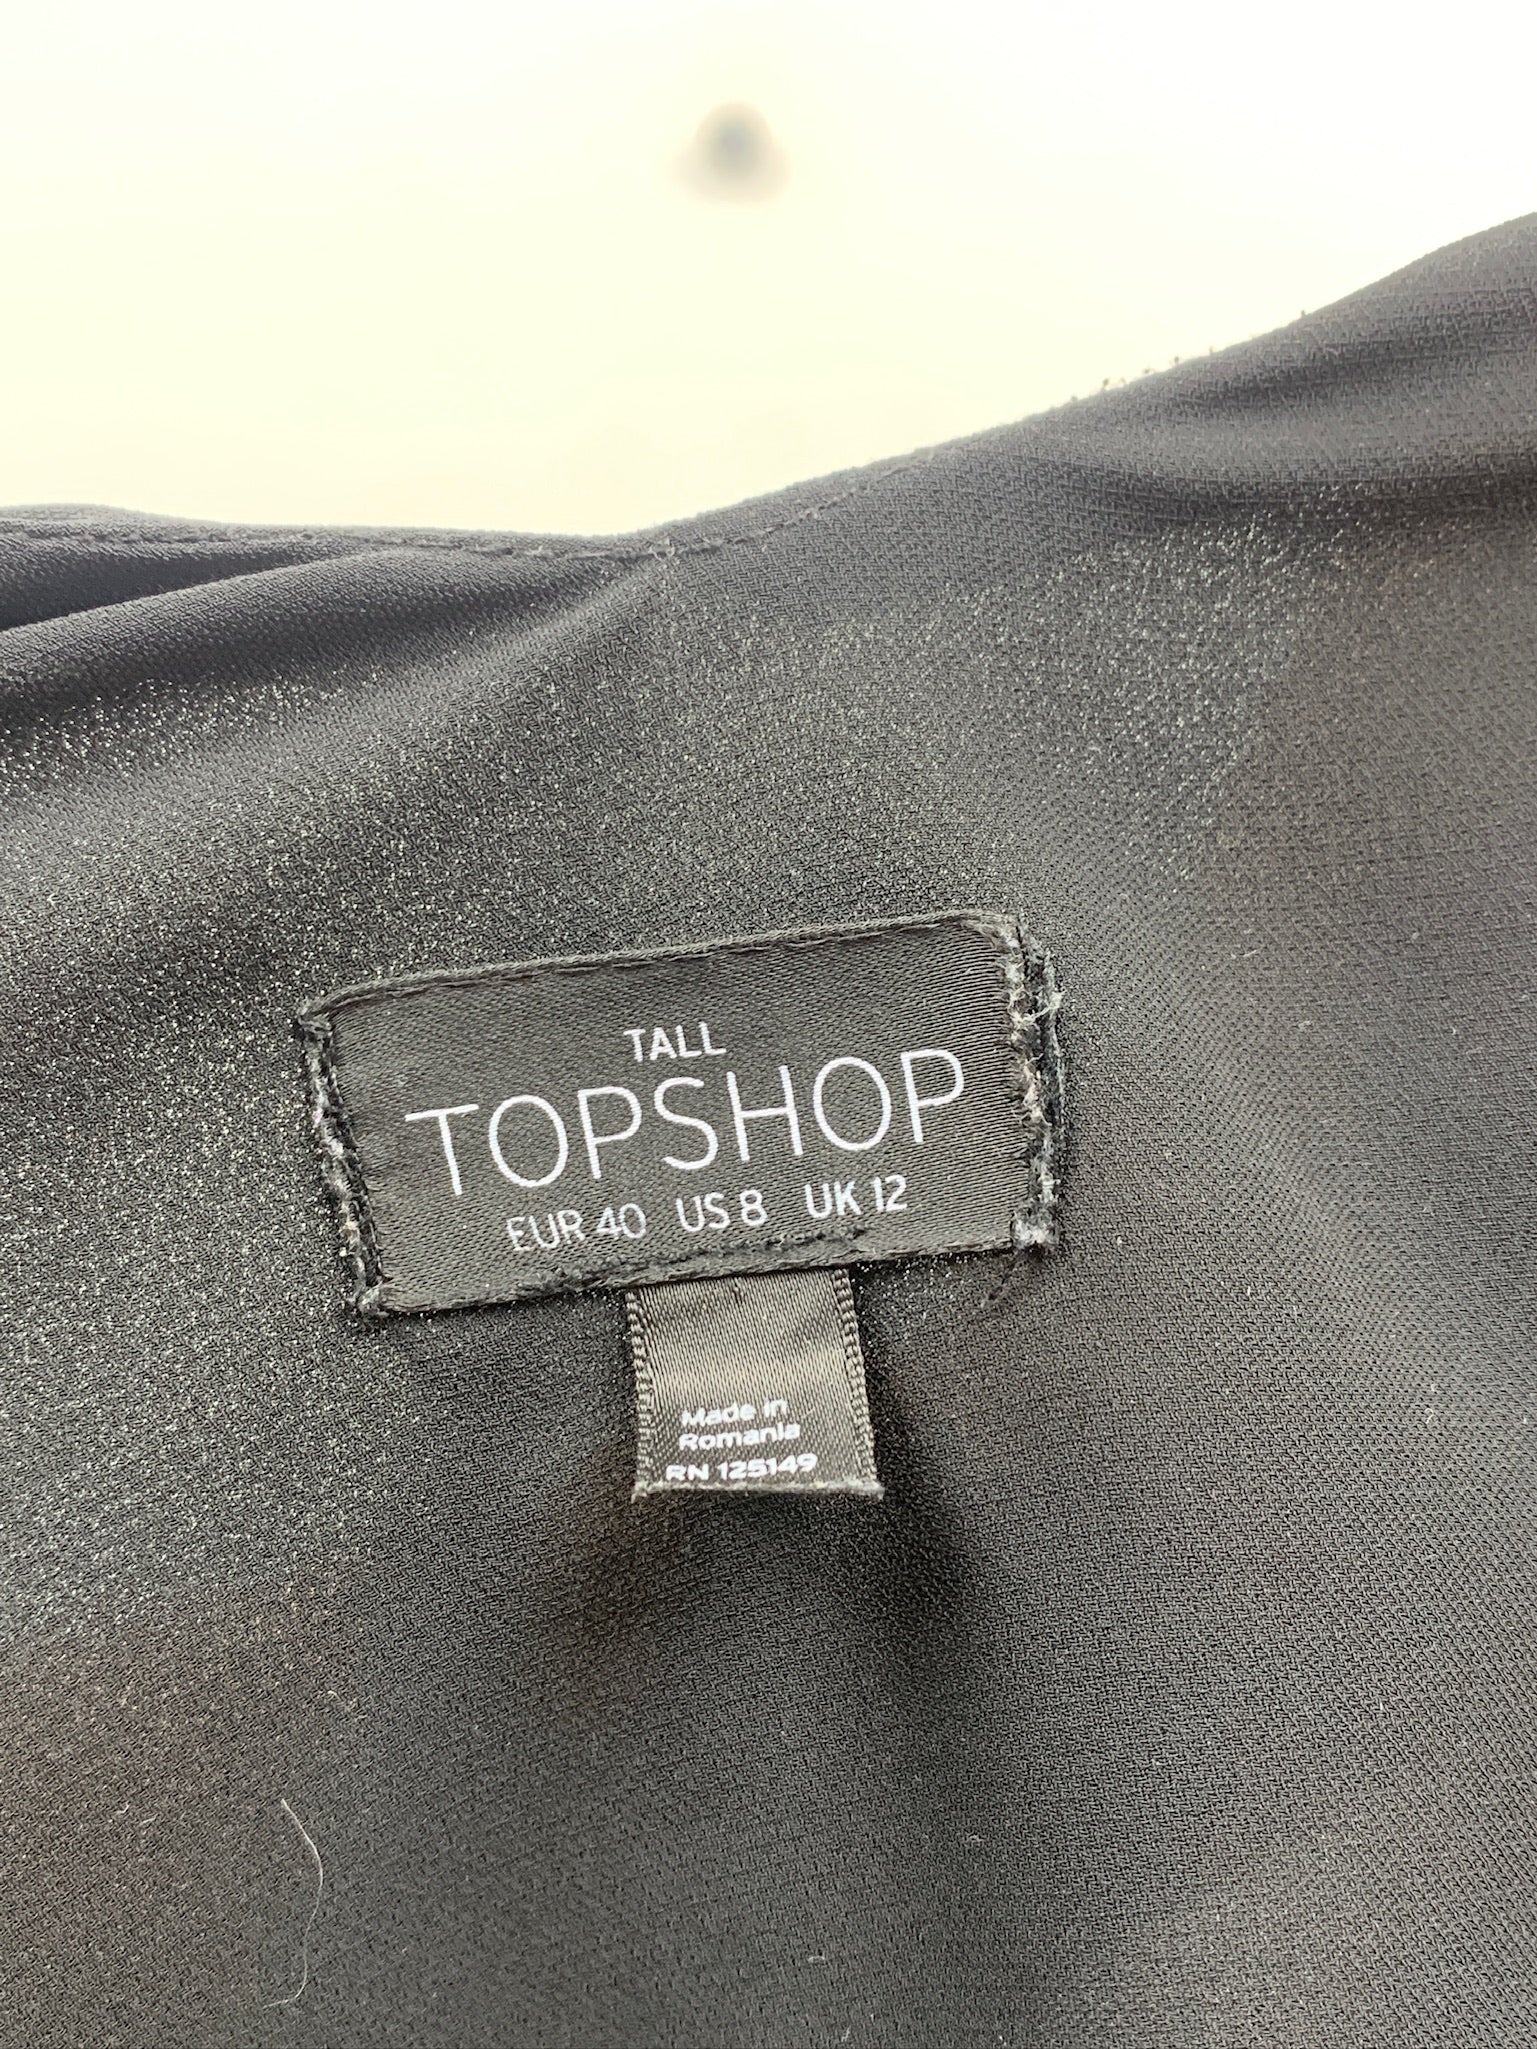 TALL
TOPSHOP
EUR 40 US 8 UK 12
Made in
Romania
RN 125149